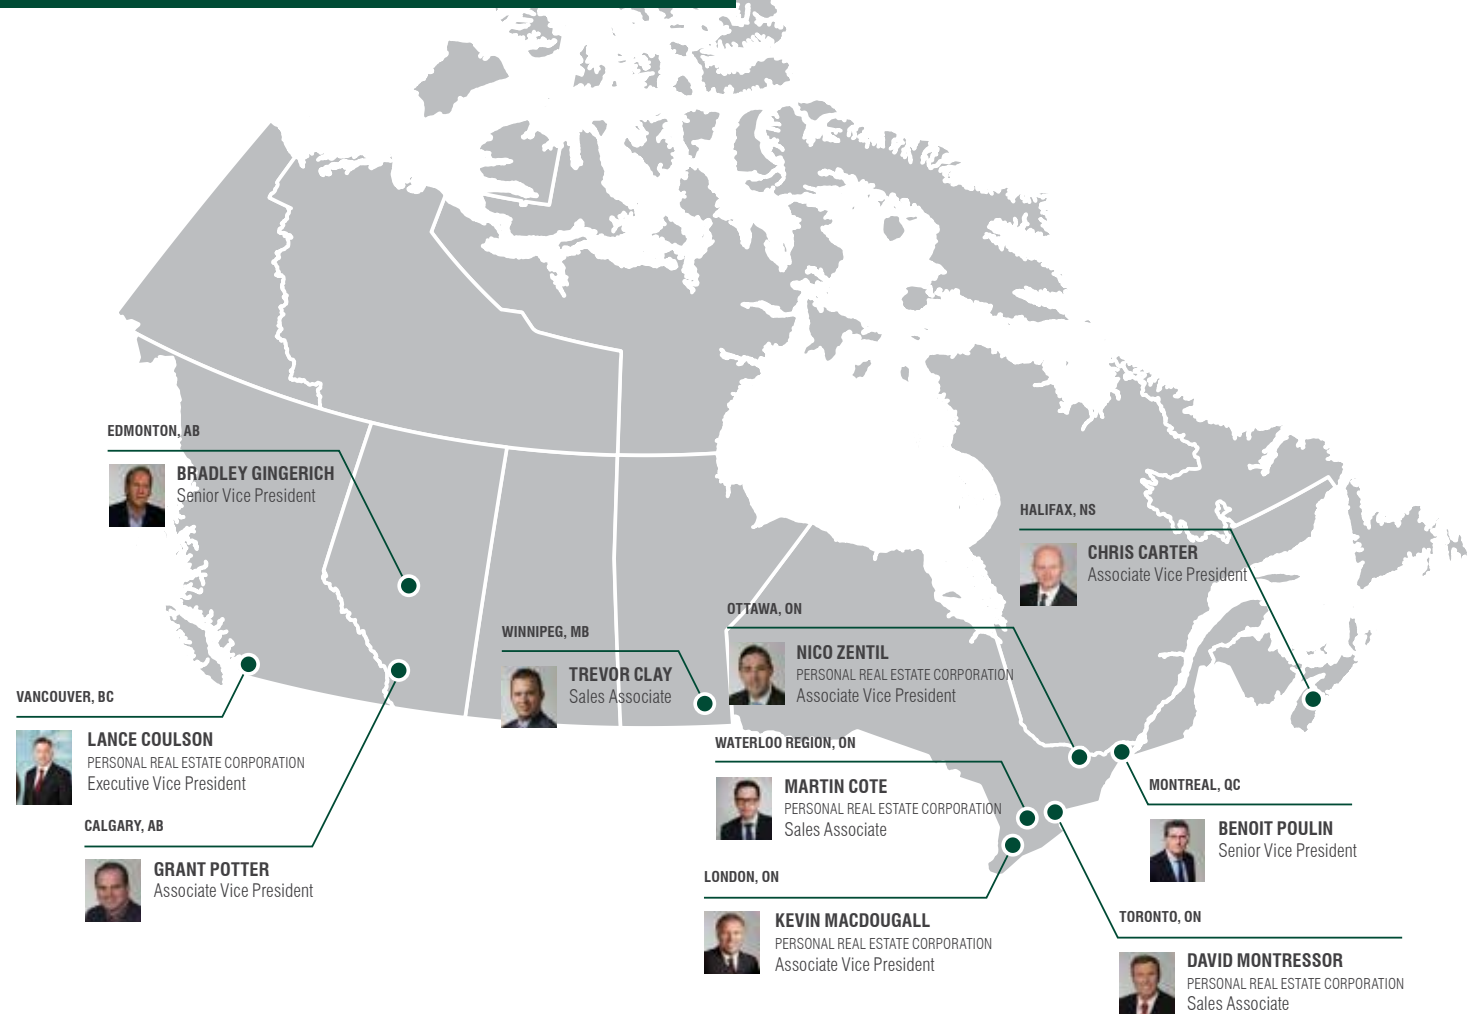 EDMONTON, AB
BRADLEY GINGERICH
Senior Vice President
HALIFAX, NS
CHRIS CARTER
Associate Vice President
OTTAWA, ON
NICO ZENTIL
PERSONAL REAL ESTATE CORPORATION
Associate Vice President
WINNIPEG, MB
TREVOR CLAY
Sales Associate
VANCOUVER, BC
LANCE COULSON
PERSONAL REAL ESTATE CORPORATION
Executive Vice President
WATERLOO REGION, ON
MARTIN COTE
PERSONAL REAL ESTATE CORPORATION
Sales Associate
MONTREAL, QC
BENOIT POULIN
Senior Vice President
CALGARY, AB
GRANT POTTER
Associate Vice President
LONDON, ON
KEVIN MACDOUGALL
PERSONAL REAL ESTATE CORPORATION
Associate Vice President
TORONTO, ON
DAVID MONTRESSOR
PERSONAL REAL ESTATE CORPORATION
Sales Associate